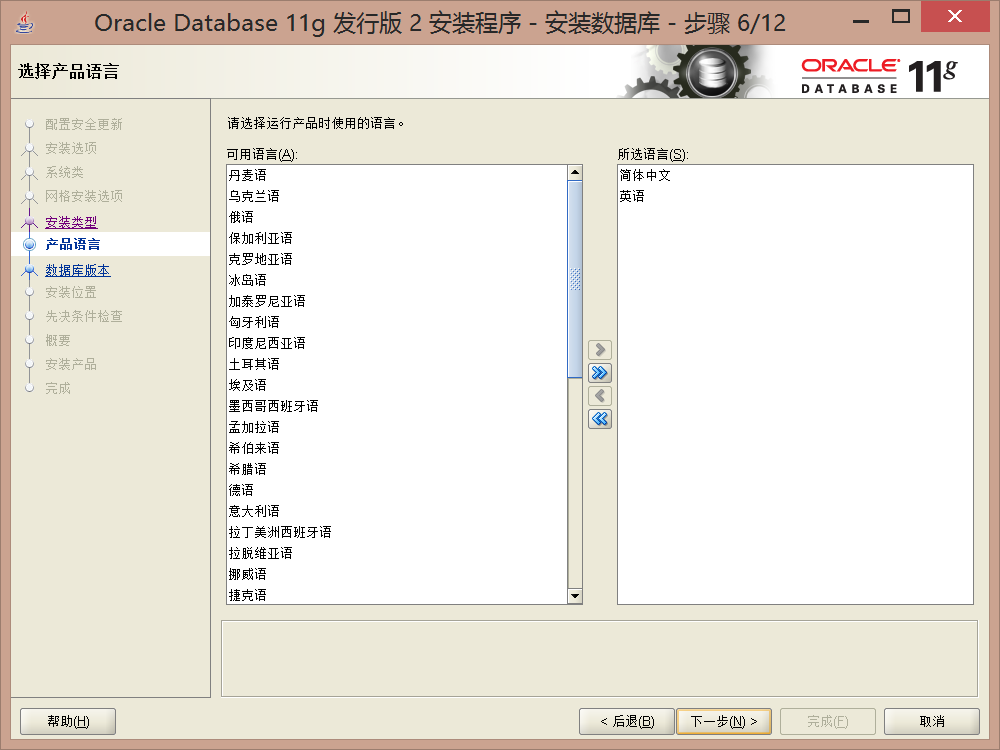 Oracle Database 11g 发行版 2 安装程序 - 安装数据库 - 步骤 6/12
选择产品语言
ORACLE
DATABASE
11g
配置安全更新
安装选项
系统类
网格安装选项
安装类型
产品语言
数据库版本
安装位置
先决条件检查
概要
安装产品
完成
请选择运行产品时使用的语言。
可用语言(A):
丹麦语
乌克兰语
俄语
保加利亚语
克罗地亚语
冰岛语
加泰罗尼亚语
匈牙利语
印度尼西亚语
土耳其语
埃及语
墨西哥西班牙语
孟加拉语
希伯来语
希腊语
德语
意大利语
拉丁美洲西班牙语
拉脱维亚语
挪威语
捷克语
所选语言(S):
简体中文
英语
帮助(H)
< 后退(B)
下一步(N) >
完成(F)
取消